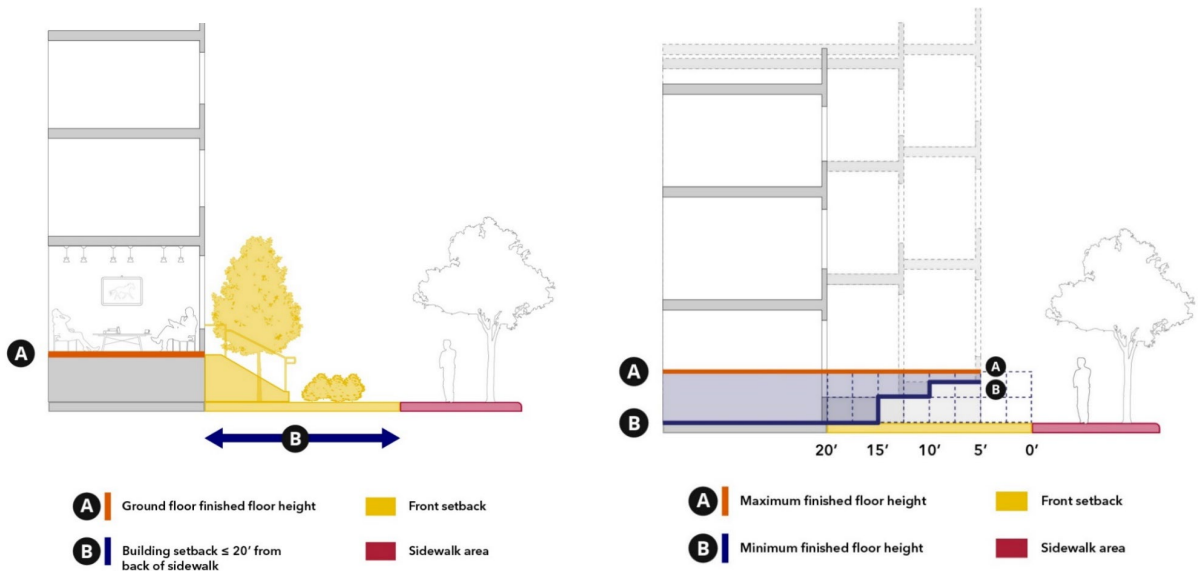 A
B
A Ground floor finished floor height
Front setback
B Building setback ≤ 20’ from
back of sidewalk
Sidewalk area
A
A
B
B
20’ 15’ 10’ 5’ 0’
A Maximum finished floor height
Front setback
B Minimum finished floor height
Sidewalk area